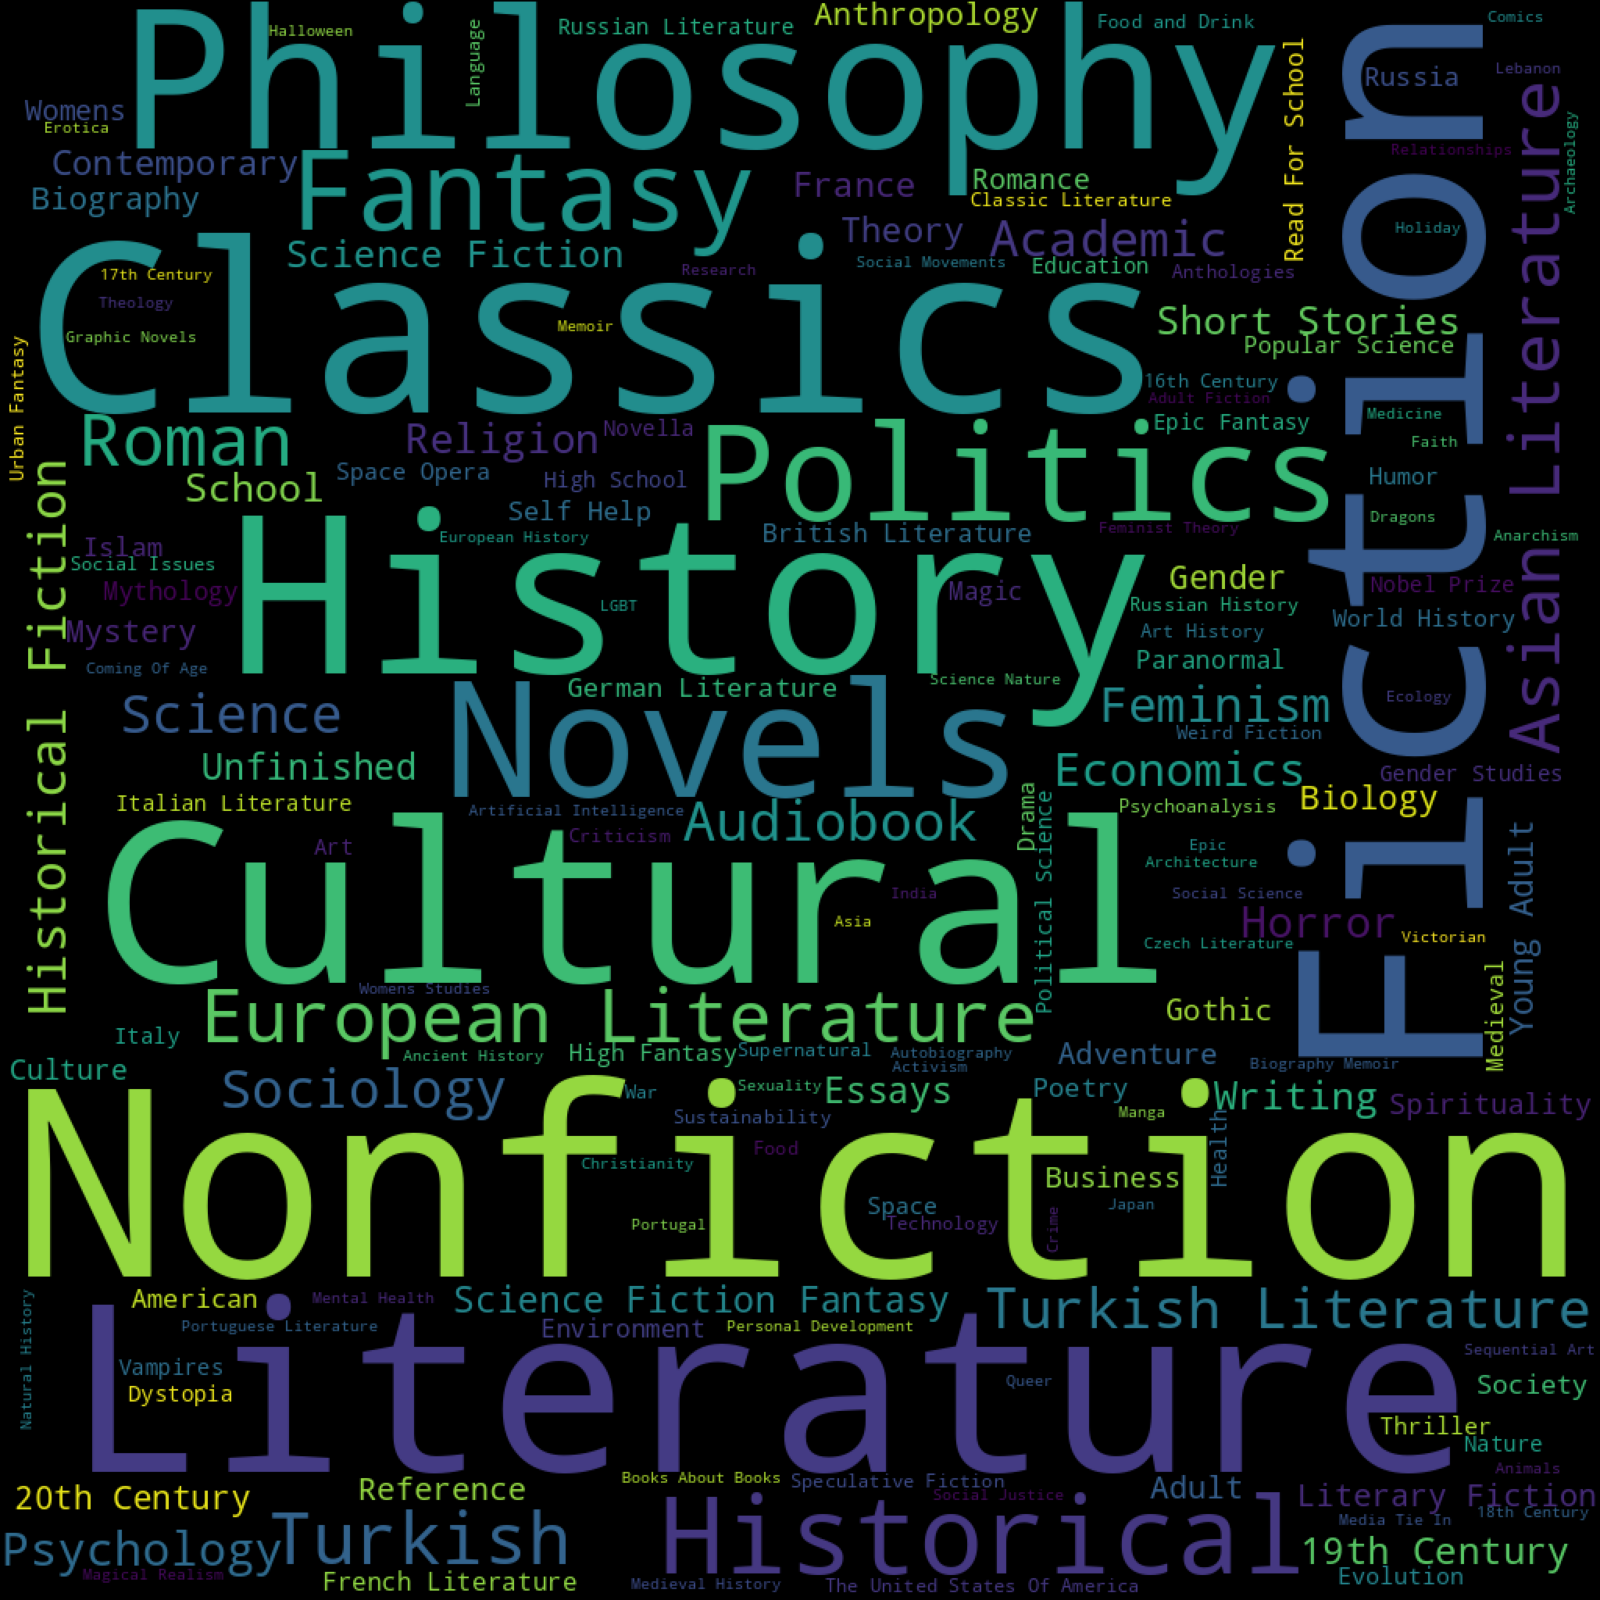 Philosophy
Halloween
Language
Russian Literature
Anthropology
Food and Drink
Comics
Womens
Erotica
Read For School
Russia
Lebanon
Archaeology
Contemporary
Fantasy
Biography
France
Romance
Classic Literature
Relationships
Asian Literature
Fiction
Holiday
Science Fiction
Theory
Academic
Social Movements
Education
Anthologies
Research
Classics
17th Century
Theology
Graphic Novels
Memoir
Urban Fantasy
Short Stories
Popular Science
16th Century
Adult Fiction
Epic Fantasy
Medicine
Faith
Roman
Religion
Novella
Politics
School
Space Opera
High School
Self Help
Humor
Dragons
Historical Fiction
British Literature
Feminist Theory
Anarchism
European History
Islam
Social Issues
Mythology
Mystery
Coming Of Age
History
LGBT
Magic
Gender
Russian History
Nobel Prize
Art History
World History
Paranormal
Science Nature
German Literature
Science
Novels
Feminism
Weird Fiction
Ecology
Unfinished
Economics
Gender Studies
Italian Literature
Artificial Intelligence
Audiobook
Drama
Political Science
Psychoanalysis
Biology
Young Adult
Art
Criticism
Cultural
Epic
Architecture
India
Asia
Social Science
Horror
Victorian
Czech Literature
Womens Studies
European Literature
Gothic
Medieval
Italy
Ancient History
High Fantasy
Supernatural
Autobiography
Activism
Adventure
Biography Memoir
Culture
Sociology
War
Sexuality
Essays
Poetry
Manga
Writing
Spirituality
Health
Sustainability
Nonfiction
Food
Christianity
Business
Space
Technology
Japan
Crime
Portugal
Natural History
American
Mental Health
Science Fiction Fantasy
Turkish Literature
Portuguese Literature
Environment
Personal Development
Literature
Sequential Art
Vampires
Dystopia
Queer
Society
Thriller
Nature
Animals
20th Century
Reference
Books About Books
Speculative Fiction
Social Justice
Adult
Literary Fiction
Media Tie In
18th Century
Psychology
Turkish
Historical
19th Century
Magical Realism
French Literature
Medieval History
The United States Of America
Evolution